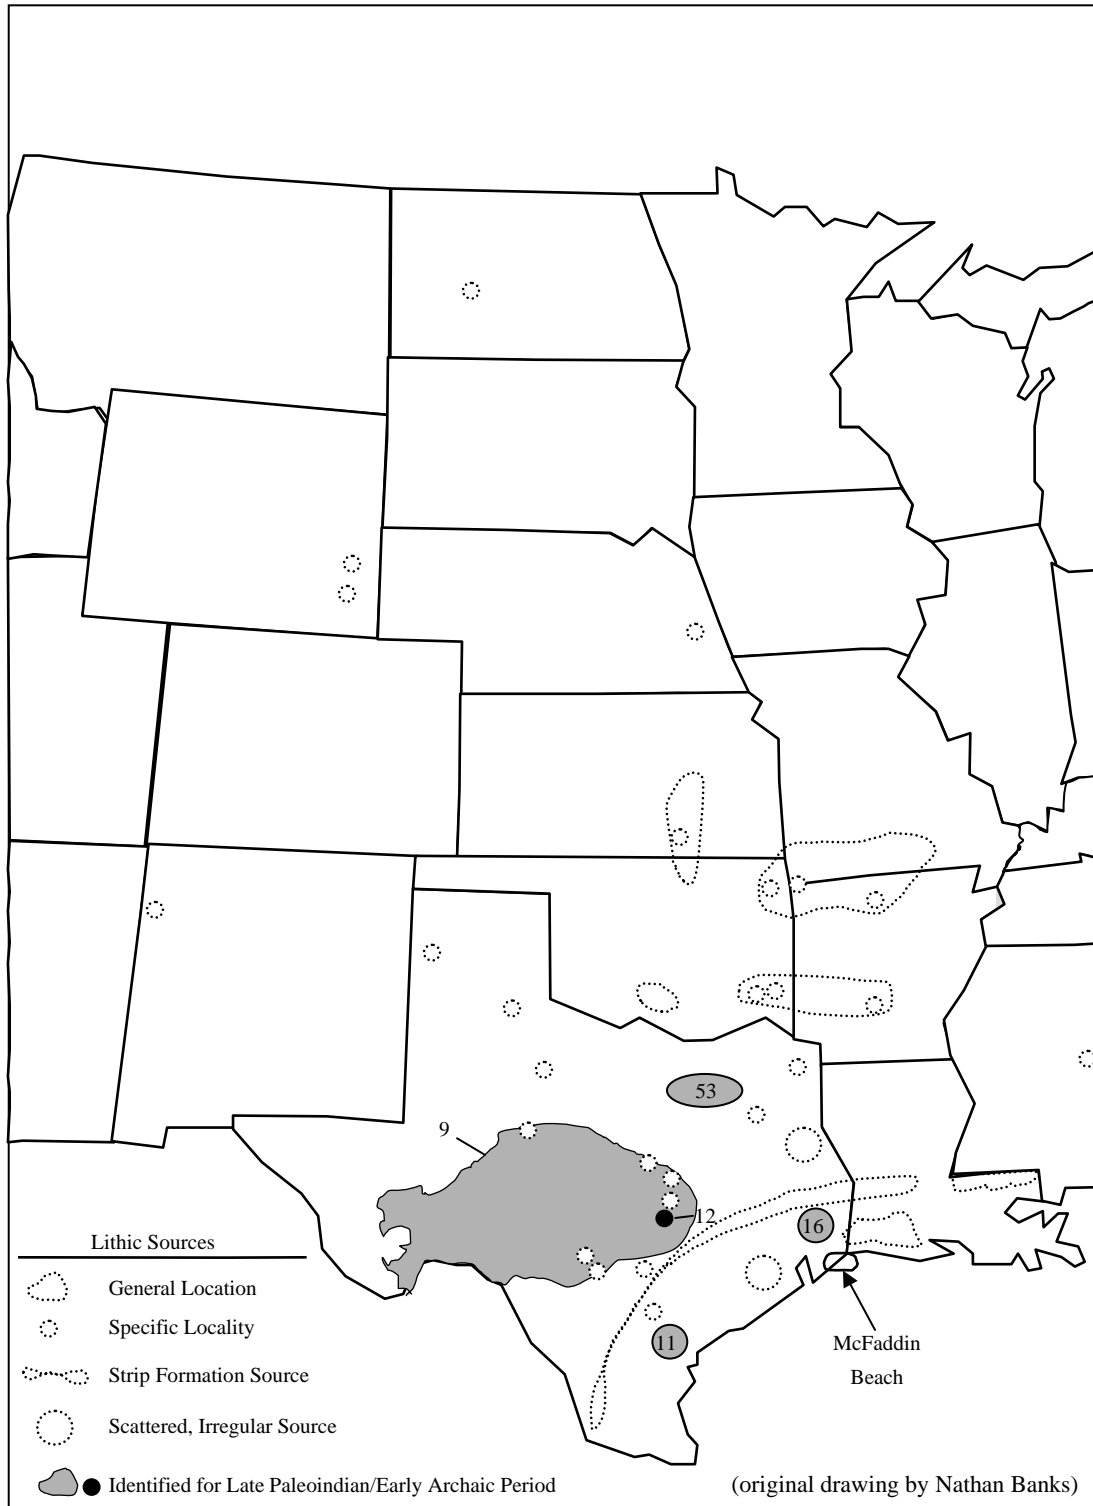 53
9
12
16
11
McFaddin
Beach
Lithic Sources
General Location
Specific Locality
Strip Formation Source
Scattered, Irregular Source
Identified for Late Paleoindian/Early Archaic Period
(original drawing by Nathan Banks)